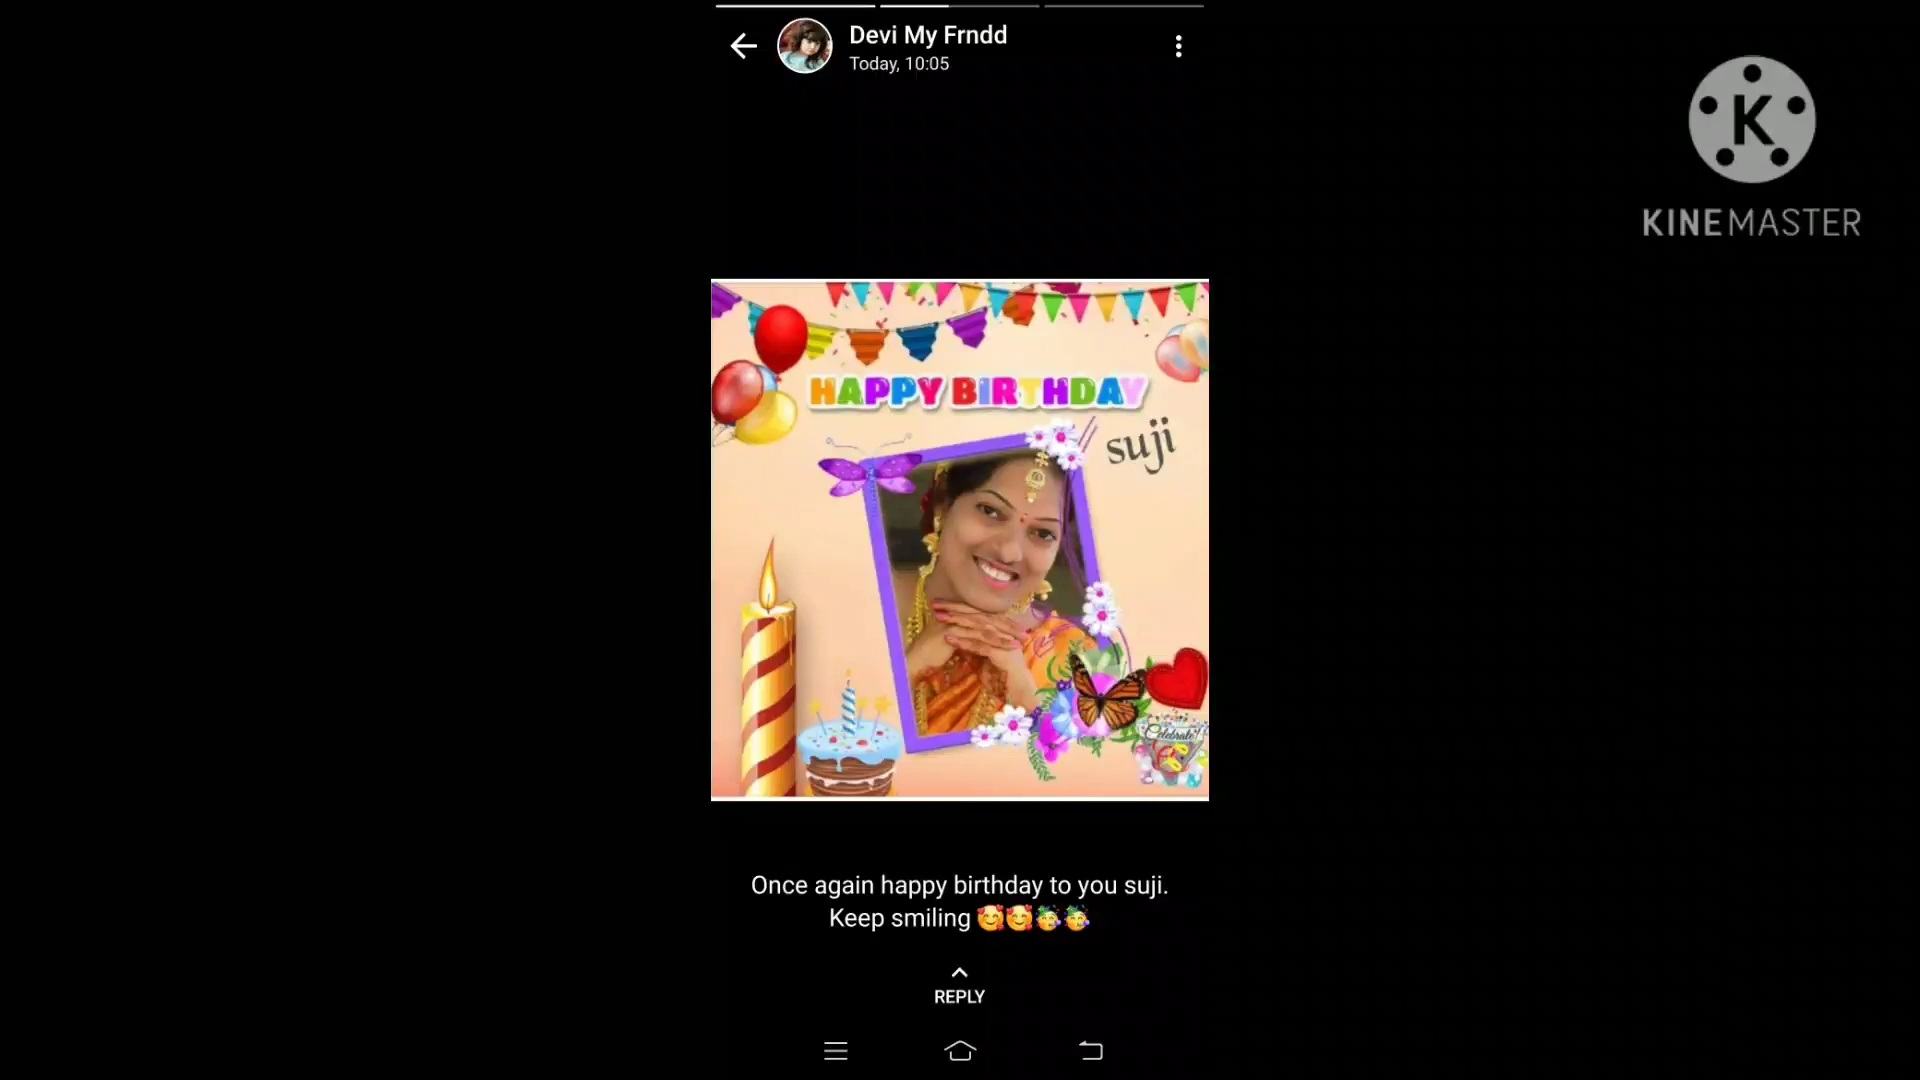 Devi My Frndd
Today, 10:05
K
KINEMASTER
HAPPY BIRTHDAY
suji
Celebrate!
Once again happy birthday to you suji.
Keep smiling 🥰🥰🥳🥳
REPLY